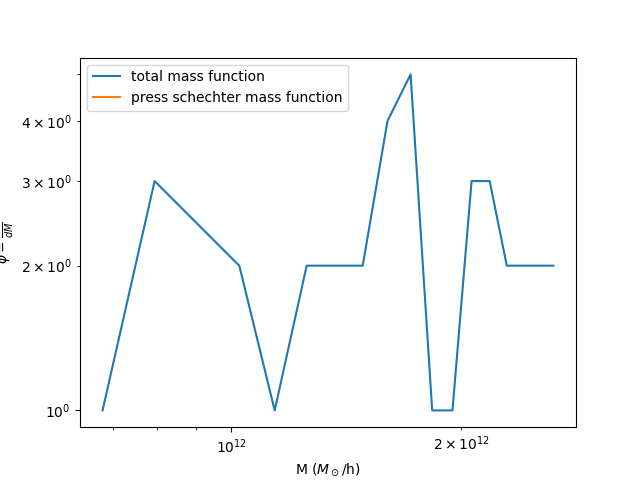 total mass function
press schechter mass function
4 × 10⁰
3 × 10⁰
2 × 10⁰
10⁰
10¹²
2 × 10¹²
M (M⊙/h)